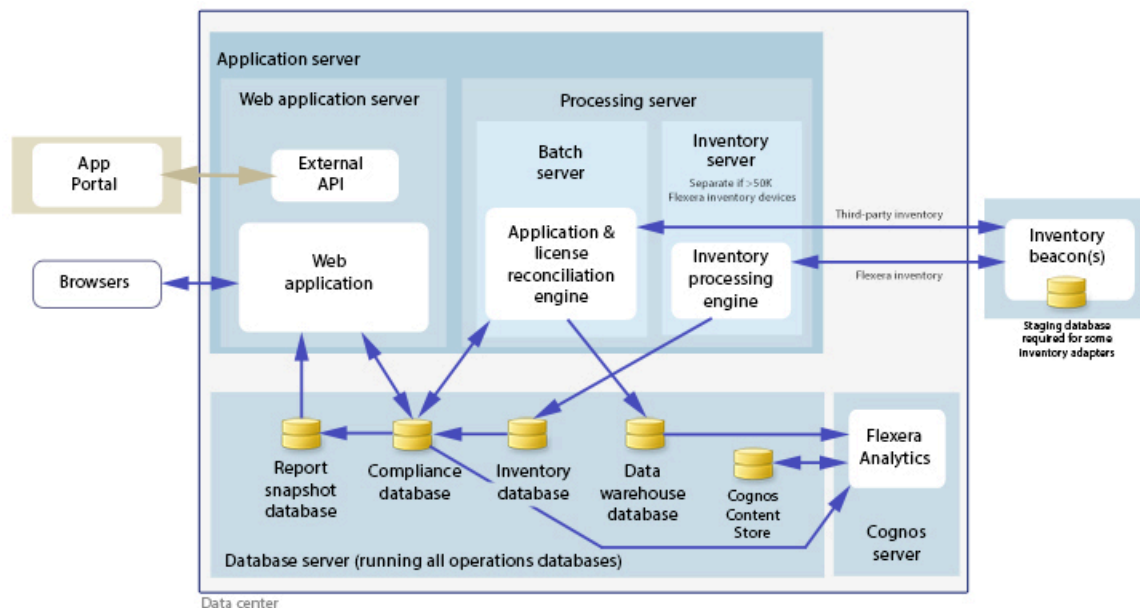 Application server
Web application server
Processing server
App
Portal
External
API
Batch
server
Inventory
server
Separate if >50K
Flexera inventory devices
Third-party inventory
Browsers
Web
application
Application &
license
reconciliation
engine
Inventory
processing
engine
Flexera inventory
Inventory
beacon(s)
Staging database
required for some
inventory adapters
Report
snapshot
database
Compliance
database
Inventory
database
Data
warehouse
database
Cognos
Content
Store
Flexera
Analytics
Cognos
server
Database server (running all operations databases)
Data center